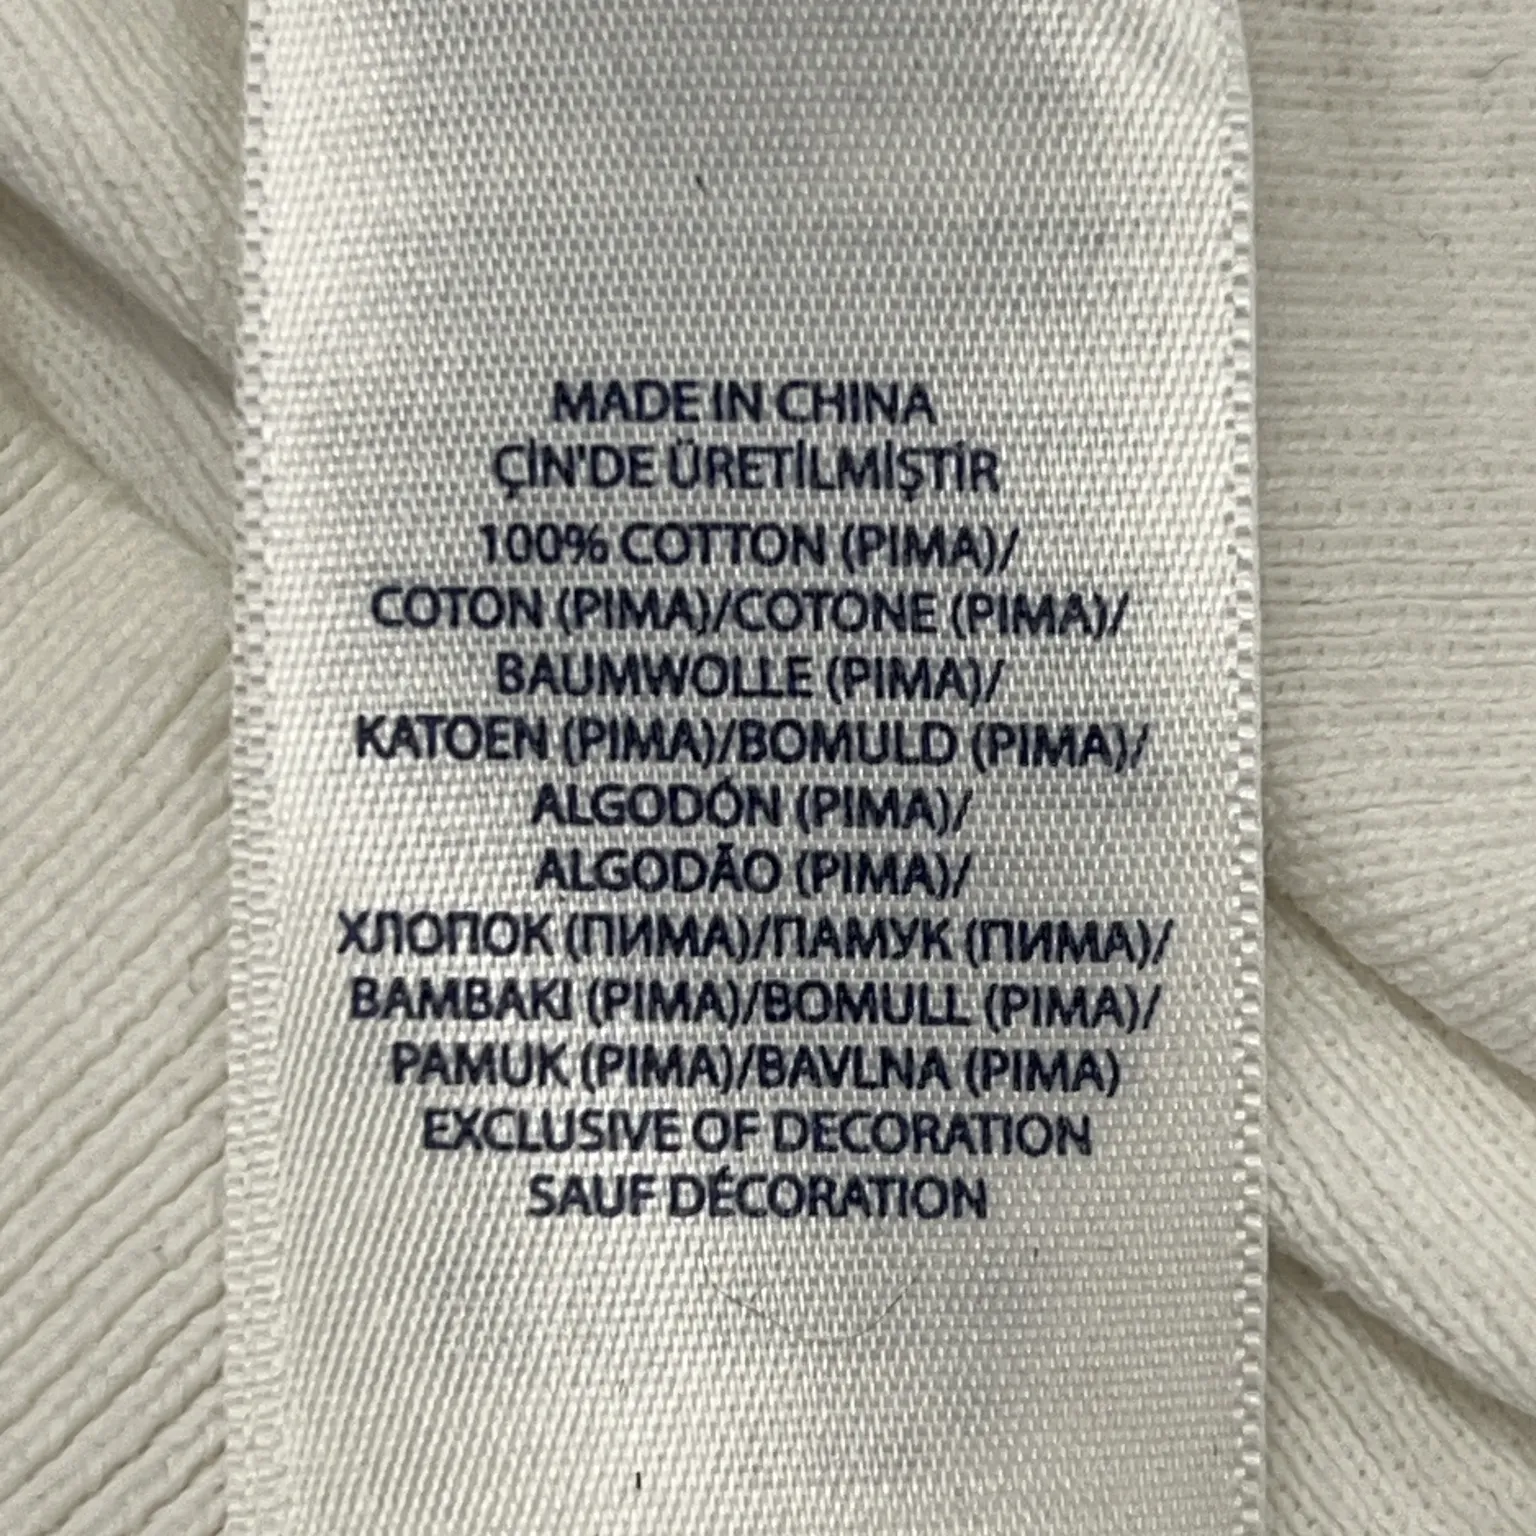 MADE IN CHINA
ÇİN'DE ÜRETİLMİŞTİR
100% COTTON (PIMA)/
COTON (PIMA)/COTONE (PIMA)/
BAUMWOLLE (PIMA)/
KATOEN (PIMA)/BOMULD (PIMA)/
ALGODÓN (PIMA)/
ALGODÃO (PIMA)/
ХЛОПОК (ПИМА)/ПАМУК (ПИМА)/
BAMBAKI (PIMA)/BOMULL (PIMA)/
PAMUK (PIMA)/BAVLNA (PIMA)
EXCLUSIVE OF DECORATION
SAUF DÉCORATION